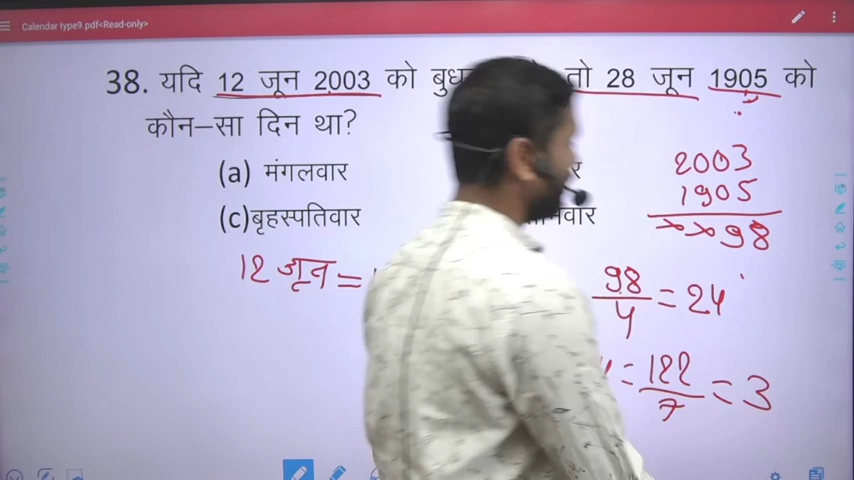 Calendar type9.pdf<Read-only>
38. यदि 12 जून 2003 को तो 28 जून 1905 को
कौन–सा दिन था?
(a) मंगलवार
(c)बृहस्पतिवार
2003
1905
98
12 जून =
98/4 = 24
= 122/7 = 3